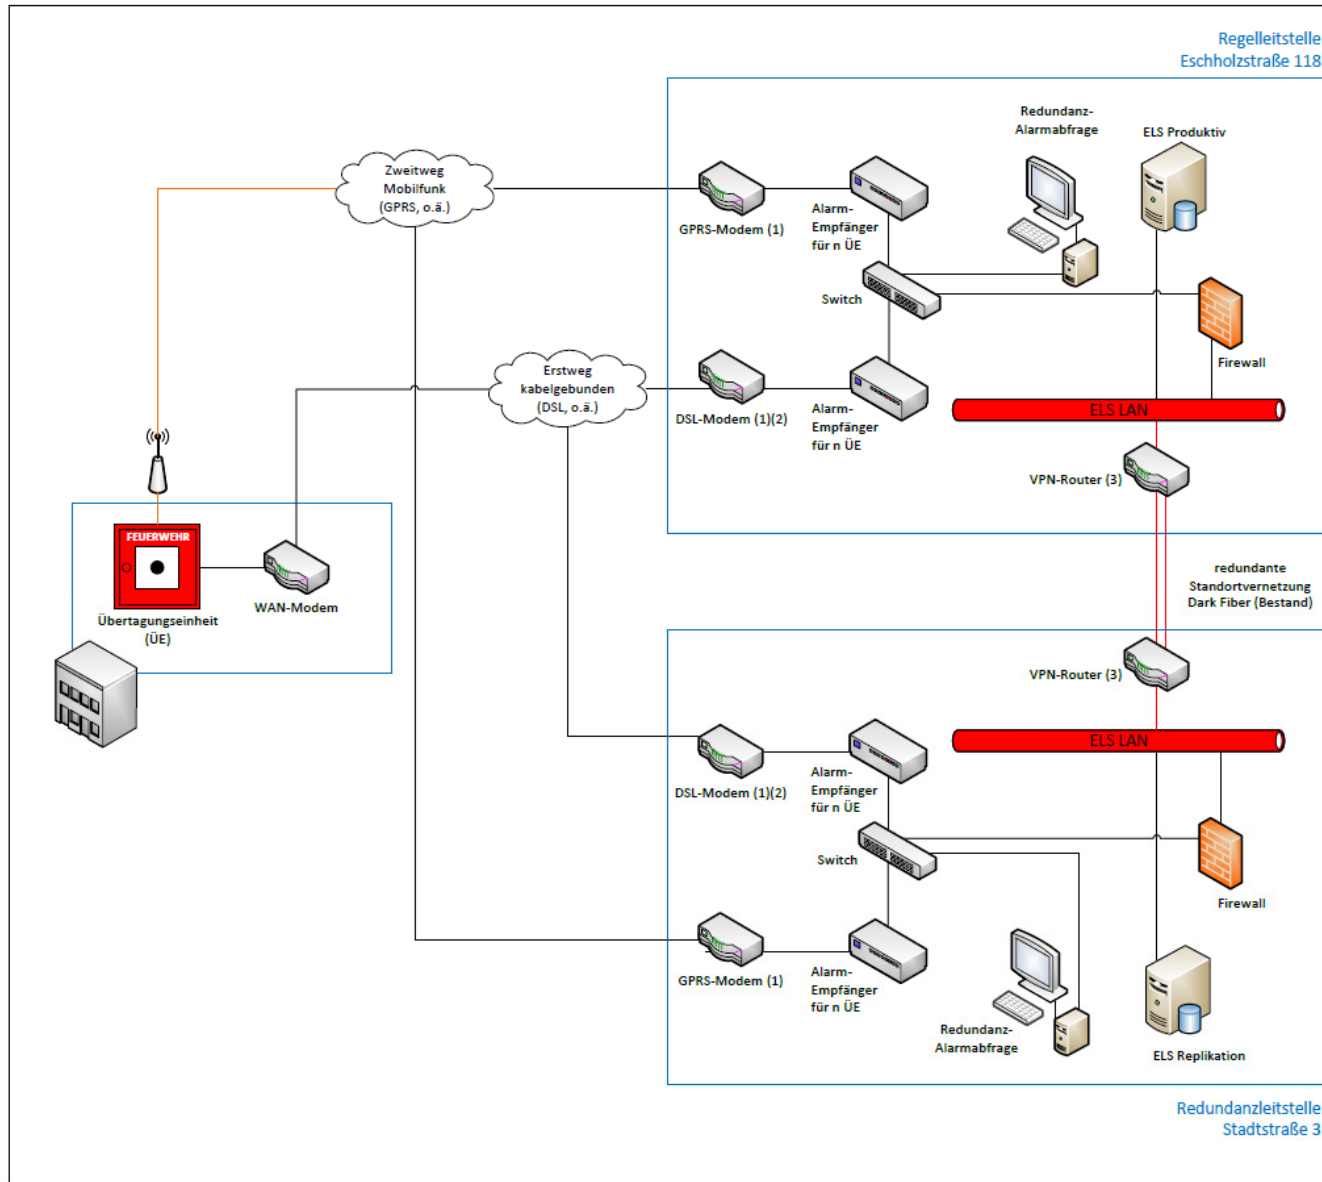 Regelleitstelle
Eschholzstraße 118
Redundanz-
Alarmabfrage
ELS Produktiv
Zweitweg
Mobilfunk
(GPRS, o.ä.)
GPRS-Modem (1)
Alarm-
Empfänger
für n ÜE
Switch
Firewall
Erstweg
kabelgebunden
(DSL, o.ä.)
DSL-Modem (1)(2)
Alarm-
Empfänger
für n ÜE
ELS LAN
VPN-Router (3)
FEUERWEHR
WAN-Modem
Übertagungseinheit
(ÜE)
redundante
Standortvernetzung
Dark Fiber (Bestand)
VPN-Router (3)
ELS LAN
DSL-Modem (1)(2)
Alarm-
Empfänger
für n ÜE
Switch
Firewall
GPRS-Modem (1)
Alarm-
Empfänger
für n ÜE
Redundanz-
Alarmabfrage
ELS Replikation
Redundanzleitstelle
Stadtstraße 3